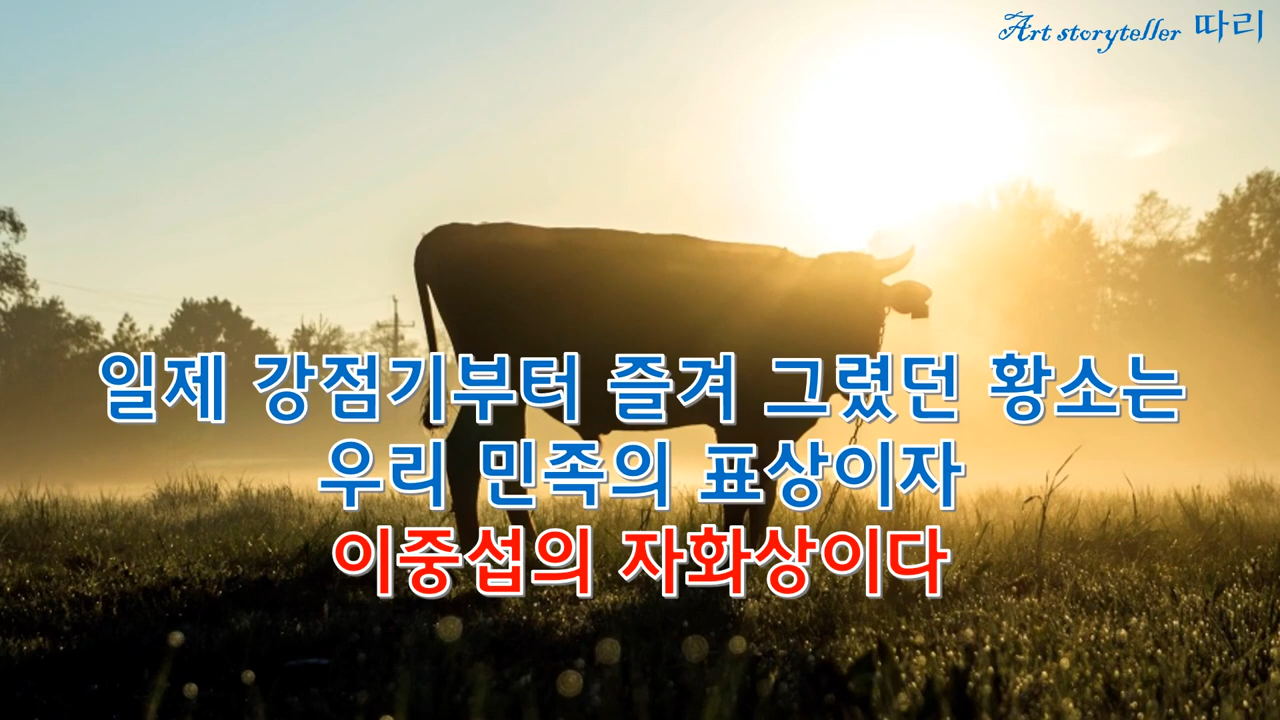 Art storyteller 따리
일제 강점기부터 즐겨 그렸던 황소는
우리 민족의 표상이자
이중섭의 자화상이다